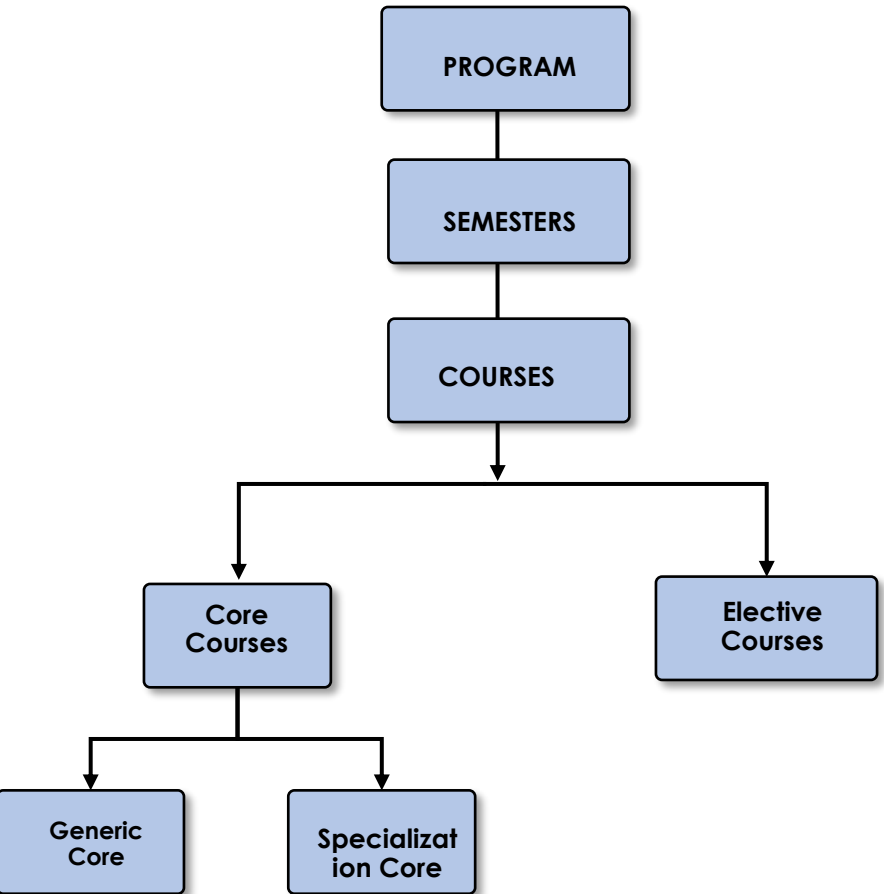 PROGRAM
SEMESTERS
COURSES
Core
Courses
Elective
Courses
Generic
Core
Specializat
ion Core